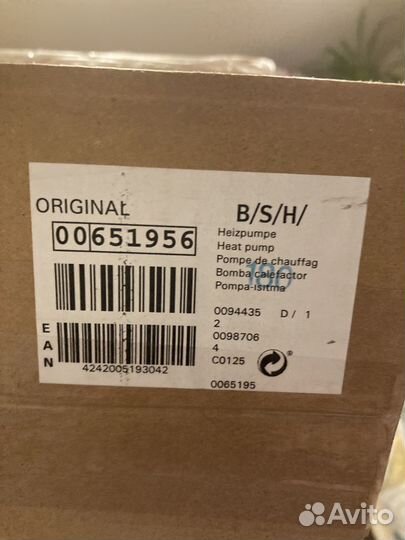 ORIGINAL
00651956
EAN
4242005193042
B/S/H/
Heizpumpe
Heat pump
Pompe de chauffag
Bomba calefactor
Pompa-isitma
180
0094435 D / 1
2
0098706
4
C0125
0065195
Avito